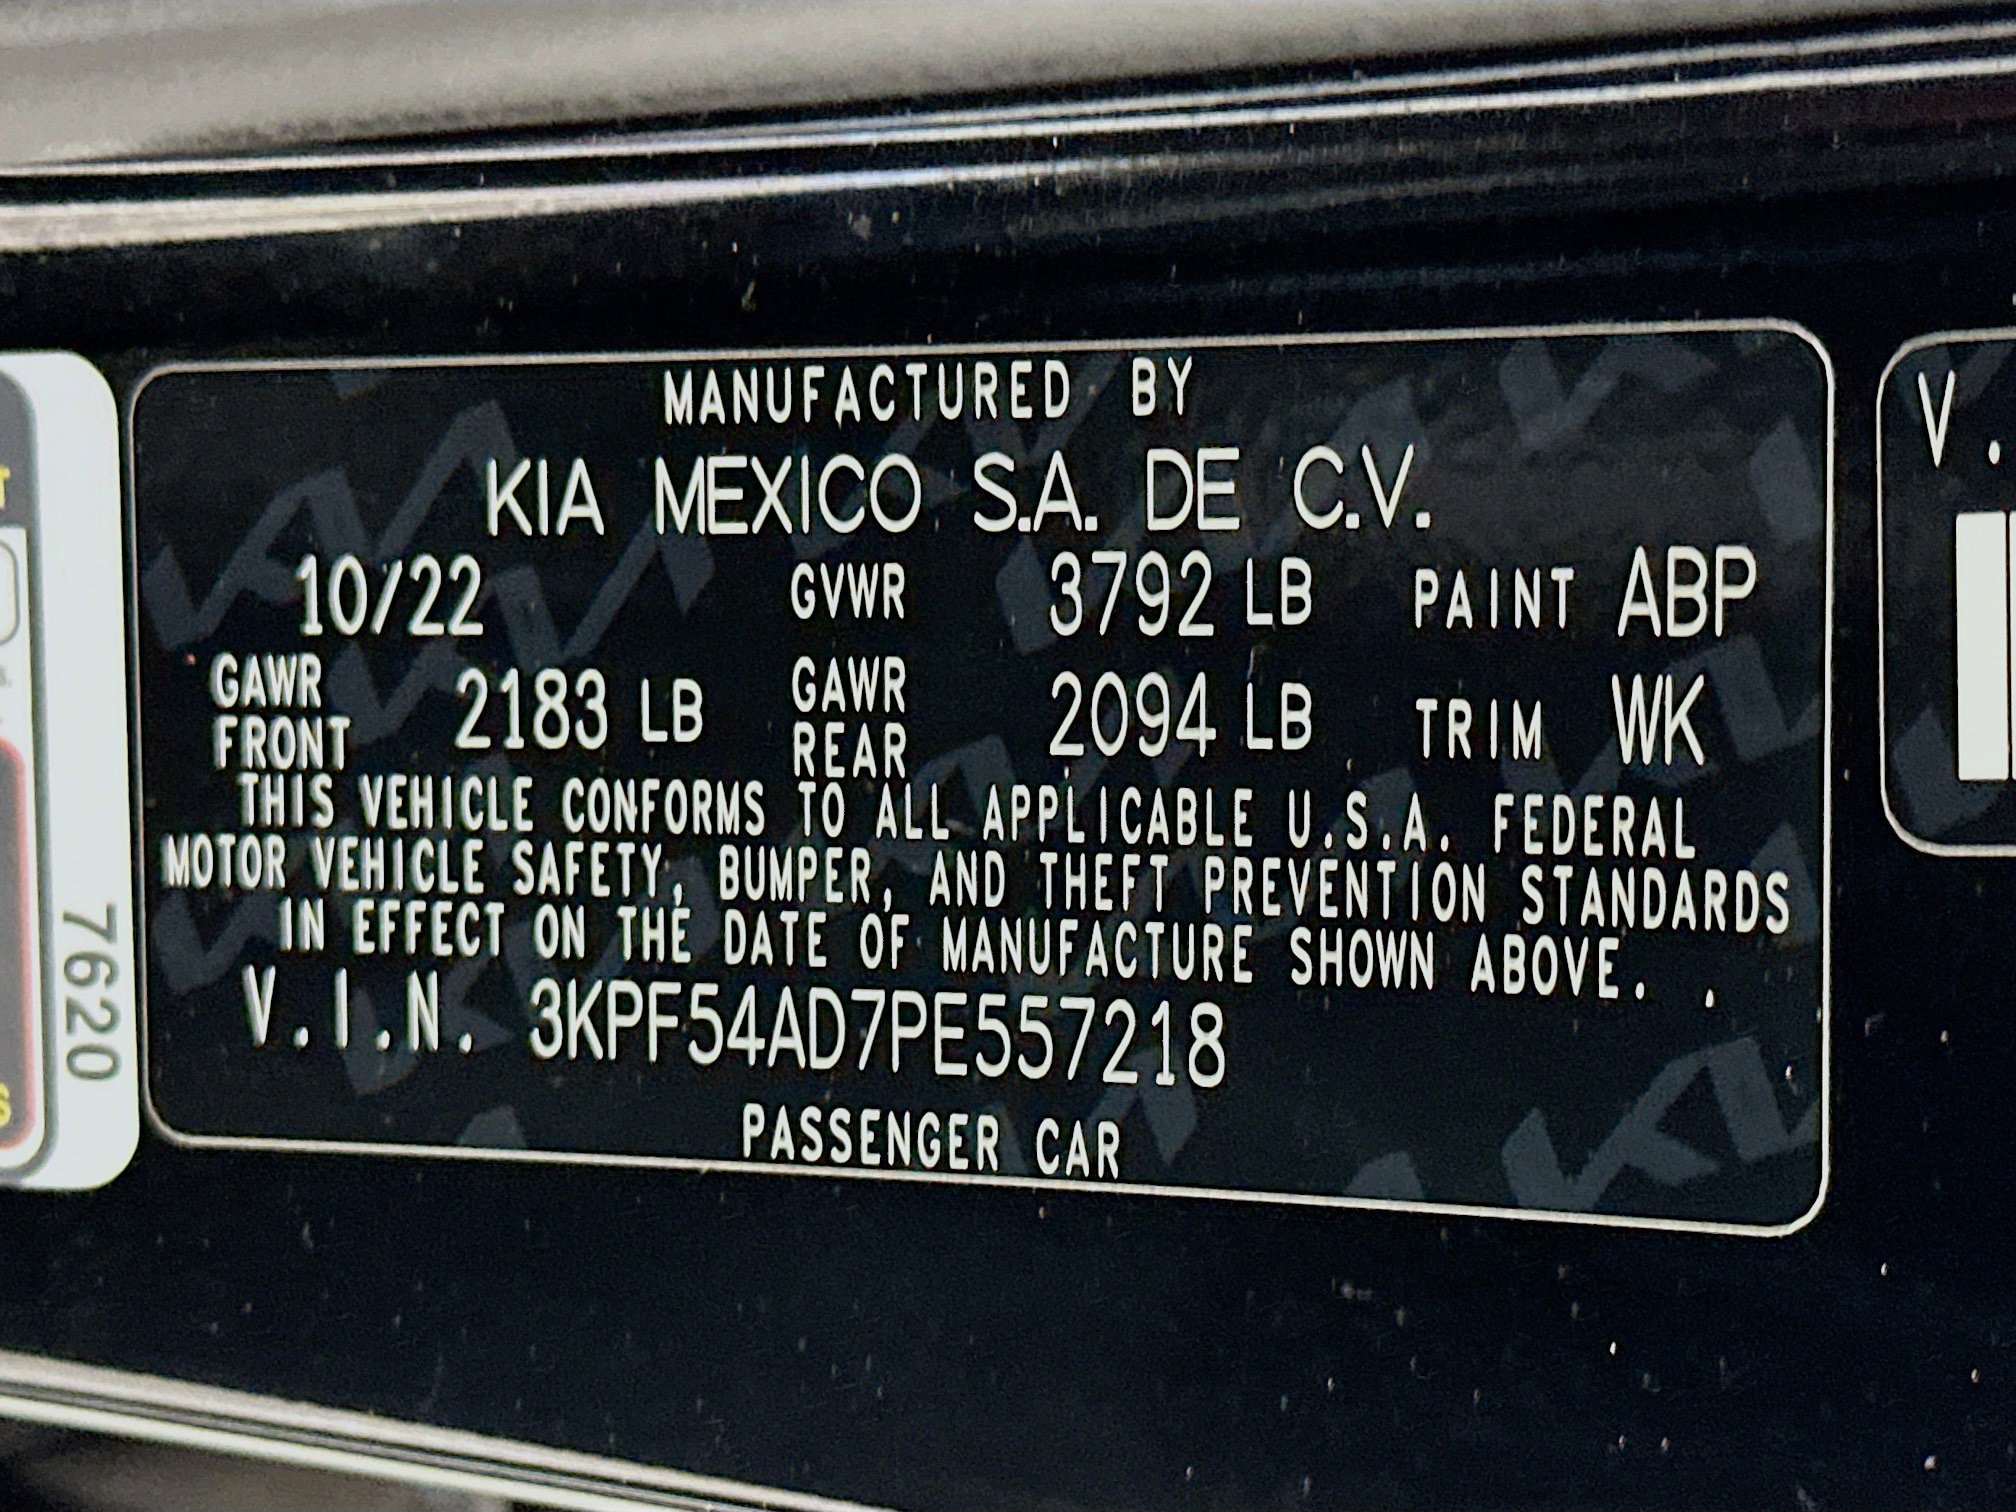 MANUFACTURED BY
KIA MEXICO S.A. DE C.V.
10/22 GVWR 3792 LB PAINT ABP
GAWR FRONT 2183 LB GAWR REAR 2094 LB TRIM WK
THIS VEHICLE CONFORMS TO ALL APPLICABLE U.S.A. FEDERAL
MOTOR VEHICLE SAFETY, BUMPER, AND THEFT PREVENTION STANDARDS
IN EFFECT ON THE DATE OF MANUFACTURE SHOWN ABOVE.
V.I.N. 3KPF54AD7PE557218
PASSENGER CAR
7620
V.